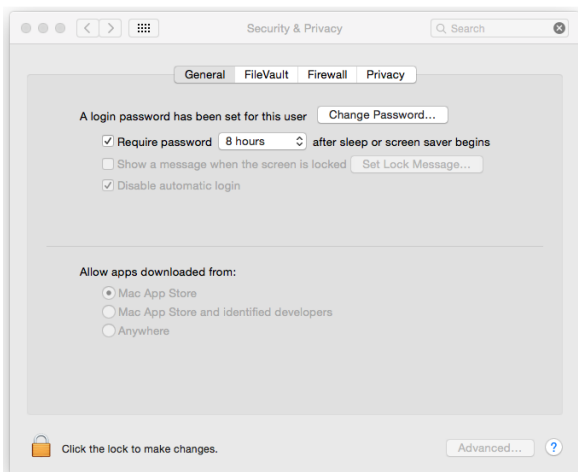 Security & Privacy
Search
General FileVault Firewall Privacy
A login password has been set for this user Change Password...
Require password 8 hours after sleep or screen saver begins
Show a message when the screen is locked Set Lock Message...
Disable automatic login
Allow apps downloaded from:
Mac App Store
Mac App Store and identified developers
Anywhere
Click the lock to make changes. Advanced... ?